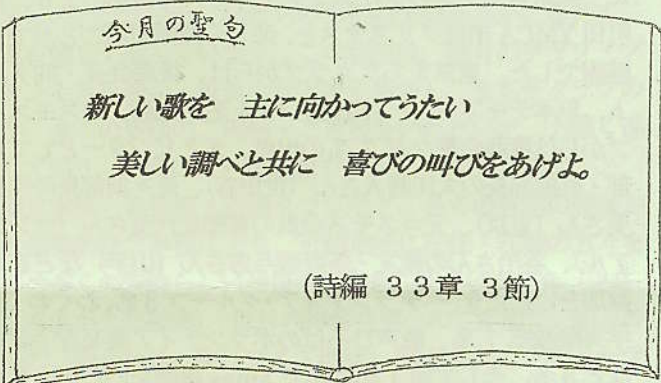 今月の聖句
新しい歌を　主に向かってうたい
美しい調べと共に　喜びの叫びをあげよ。
(詩編　３３章　３節)